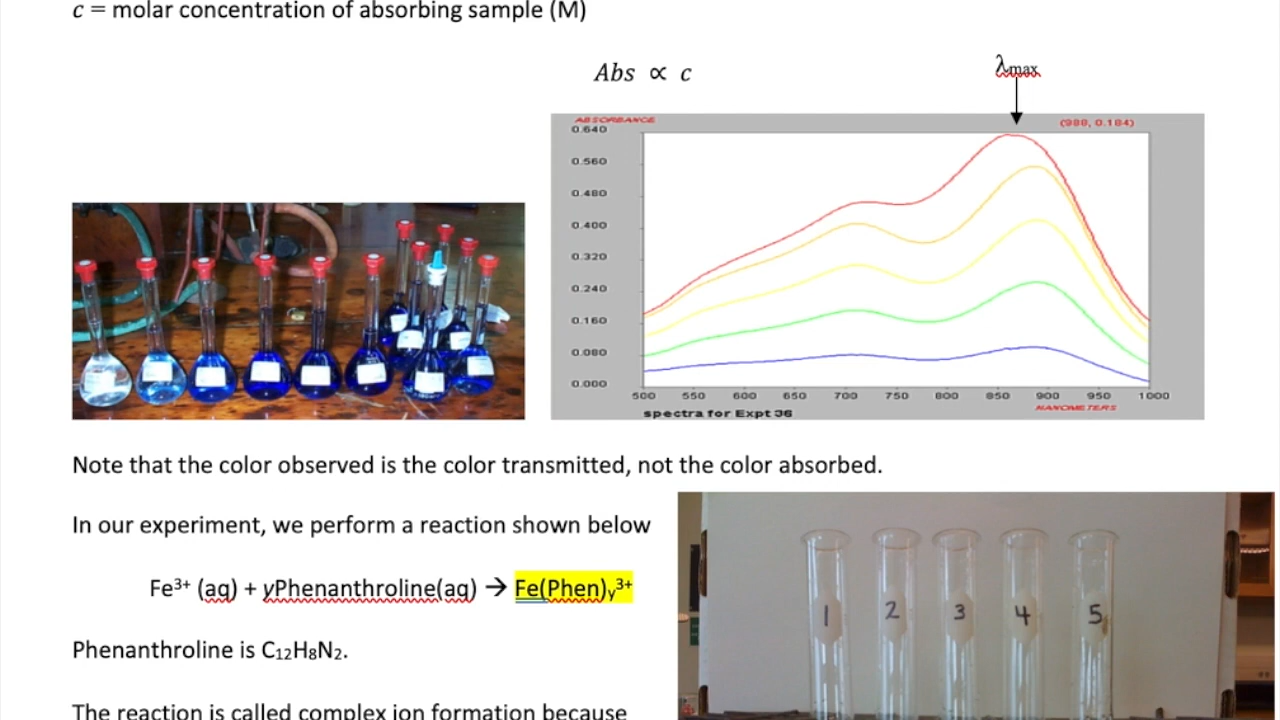 c = molar concentration of absorbing sample (M)
Abs ∝ c
λmax
ABSORBANCE
(988, 0.184)
0.640
0.560
0.480
0.400
0.320
0.240
0.160
0.080
0.000
500 550 600 650 700 750 800 850 900 950 1000
spectra for Expt 36
NANOMETERS
Note that the color observed is the color transmitted, not the color absorbed.
In our experiment, we perform a reaction shown below
Fe³⁺ (aq) + yPhenanthroline(aq) → Fe(Phen)y³⁺
Phenanthroline is C₁₂H₈N₂.
1 2 3 4 5
The reaction is called complex ion formation because